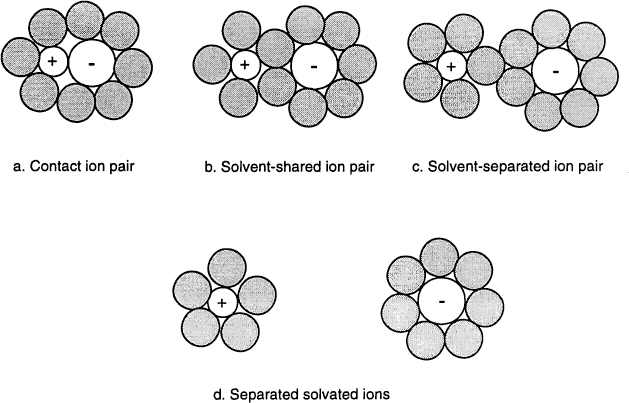 + -
+ -
+ -
a. Contact ion pair
b. Solvent-shared ion pair
c. Solvent-separated ion pair
+ -
d. Separated solvated ions